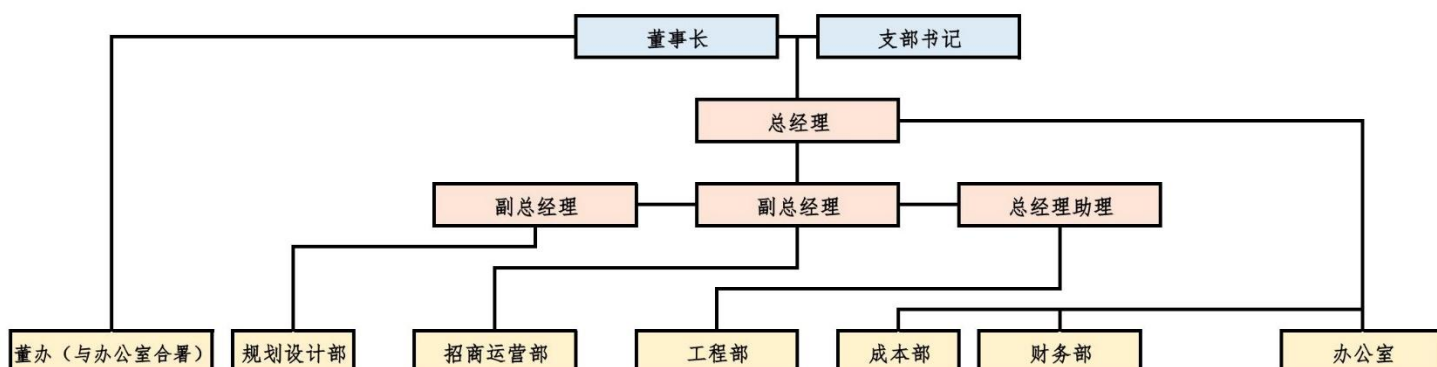 董事长
支部书记
总经理
副总经理
副总经理
总经理助理
董办（与办公室合署）
规划设计部
招商运营部
工程部
成本部
财务部
办公室